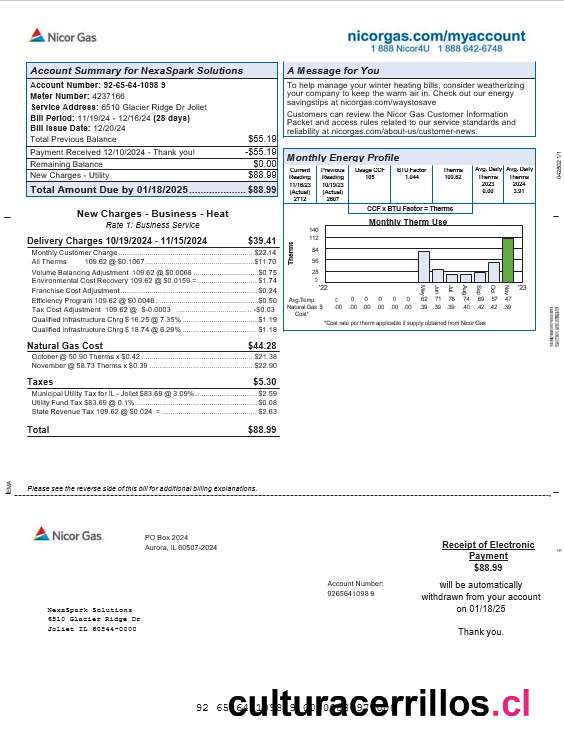 Nicor Gas
nicorgas.com/myaccount
1 888 Nicor4U 1 888 642-6748
Account Summary for NexaSpark Solutions
Account Number: 92-65-64-1098 9
Meter Number: 4237166
Service Address: 6510 Glacier Ridge Dr Joliet
Bill Period: 11/19/24 - 12/16/24 (28 days)
Bill Issue Date: 12/20/24
Total Previous Balance $55.19
Payment Received 12/10/2024 - Thank you! -$55.19
Remaining Balance $0.00
New Charges - Utility $88.99
Total Amount Due by 01/18/2025 $88.99
A Message for You
To help manage your winter heating bills, consider weatherizing
your company to keep the warm air in. Check out our energy
savingstips at nicorgas.com/waystosave
Customers can review the Nicor Gas Customer Information
Packet and access rules related to our service standards and
reliability at nicorgas.com/about-us/customer-news.
Monthly Energy Profile
Current Reading 11/16/23 (Actual) 2712
Previous Reading 10/19/23 (Actual) 2607
Usage CCF 105
BTU Factor 1.044
Therms 109.62
Avg. Daily Therms 2023 0.00
Avg. Daily Therms 2024 3.91
CCF x BTU Factor = Therms
Monthly Therm Use
Therms
140
112
84
56
28
0
'22 May Jun Jul Aug Sep Oct Nov '23
Avg.Temp 0 0 0 0 0 62 71 76 74 69 57 47
Natural Gas $ .00 .00 .00 .00 .00 .39 .39 .39 .40 .42 .42 .39
Cost*
*Cost rate per therm applicable if supply obtained from Nicor Gas
New Charges - Business - Heat
Rate 1: Business Service
Delivery Charges 10/19/2024 - 11/15/2024 $39.41
Monthly Customer Charge $22.14
All Therms 109.62 @ $0.1067 $11.70
Volume Balancing Adjustment 109.62 @ $0.0068 $0.75
Environmental Cost Recovery 109.62 @ $0.0159 = $1.74
Franchise Cost Adjustment $0.24
Efficiency Program 109.62 @ $0.0046 $0.50
Tax Cost Adjustment 109.62 @ $-0.0003 -$0.03
Qualified Infrastructure Chrg $ 16.25 @ 7.35% $1.19
Qualified Infrastructure Chrg $ 18.74 @ 6.29% $1.18
Natural Gas Cost $44.28
October @ 50.90 Therms x $0.42 $21.38
November @ 58.73 Therms x $0.39 $22.90
Taxes $5.30
Municipal Utility Tax for IL - Joliet $83.69 @ 3.09% $2.59
Utility Fund Tax $83.69 @ 0.1% $0.08
State Revenue Tax 109.62 @ $0.024 = $2.63
Total $88.99
Please see the reverse side of this bill for additional billing explanations.
Nicor Gas
PO Box 2024
Aurora, IL 60507-2024
Receipt of Electronic
Payment
$88.99
will be automatically
withdrawn from your account
on 01/18/25
Thank you.
Account Number:
9265641098 9
NexaSpark Solutions
6510 Glacier Ridge Dr
Joliet IL 60544-0000
culturacerrillos.cl